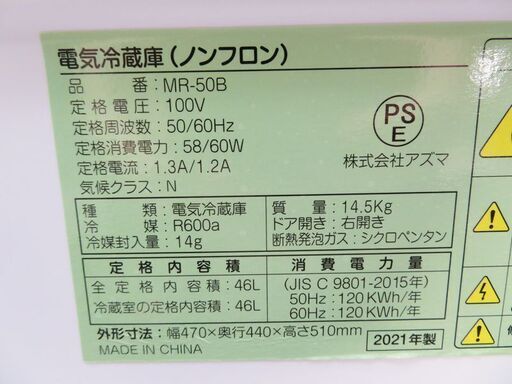 電気冷蔵庫(ノンフロン)
品 番: MR-50B
定格電圧: 100V
定格周波数: 50/60Hz
定格消費電力: 58/60W
定格電流: 1.3A/1.2A
気候クラス: N
PS
E
株式会社アズマ
種 類: 電気冷蔵庫
冷 媒: R600a
冷媒封入量: 14g
質 量: 14.5Kg
ドア開き: 右開き
断熱発泡ガス: シクロペンタン
定格内容積
全定格内容積: 46L
冷蔵室の定格内容積: 46L
消費電力量
(JIS C 9801-2015年)
50Hz: 120KWh/年
60Hz: 120KWh/年
外形寸法: 幅470×奥行440×高さ510mm
2021年製
MADE IN CHINA